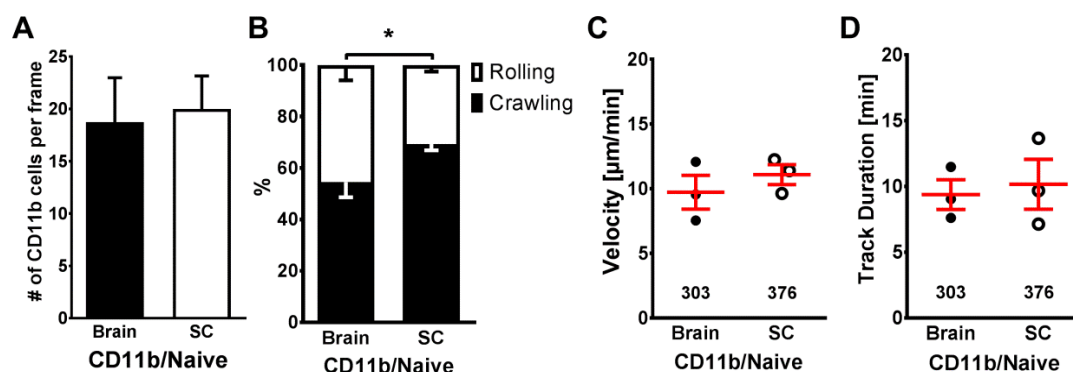 A
# of CD11b cells per frame
25
20
15
10
5
0
Brain SC
CD11b/Naive
B
*
%
100
80
60
40
20
0
Rolling
Crawling
Brain SC
CD11b/Naive
C
Velocity [µm/min]
20
15
10
5
0
303 376
Brain SC
CD11b/Naive
D
Track Duration [min]
20
15
10
5
0
303 376
Brain SC
CD11b/Naive